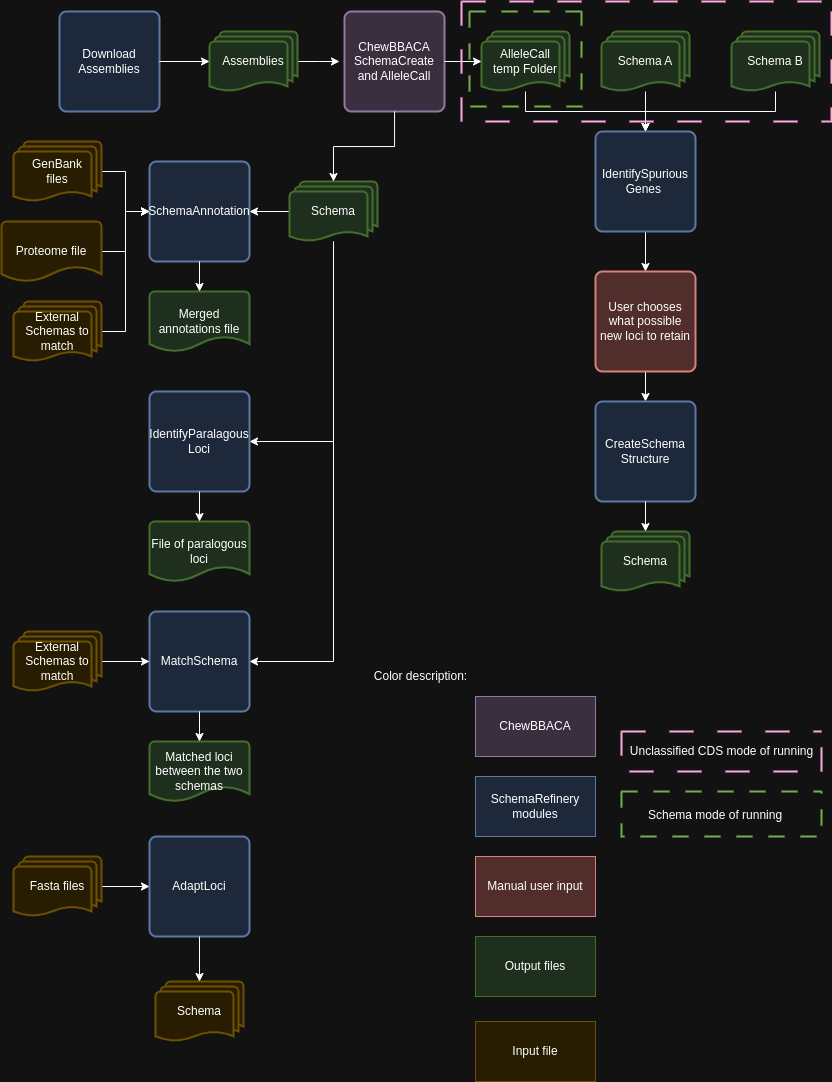 Download
Assemblies
Assemblies
ChewBBACA
SchemaCreate
and AlleleCall
AlleleCall
temp Folder
Schema A
Schema B
GenBank
files
Proteome file
External
Schemas to
match
SchemaAnnotation
Schema
Merged
annotations file
IdentifySpurious
Genes
User chooses
what possible
new loci to retain
CreateSchema
Structure
Schema
IdentifyParalagous
Loci
File of paralogous
loci
External
Schemas to
match
MatchSchema
Matched loci
between the two
schemas
Fasta files
AdaptLoci
Schema
Color description:
ChewBBACA
SchemaRefinery
modules
Manual user input
Output files
Input file
Unclassified CDS mode of running
Schema mode of running